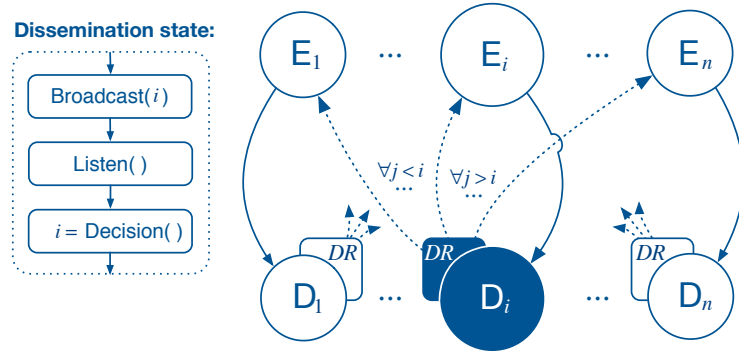 Dissemination state:
Broadcast(i)
Listen( )
i = Decision( )
E1 ... Ei ... En
∀j < i ... ∀j > i ...
DR DR DR
D1 ... Di ... Dn